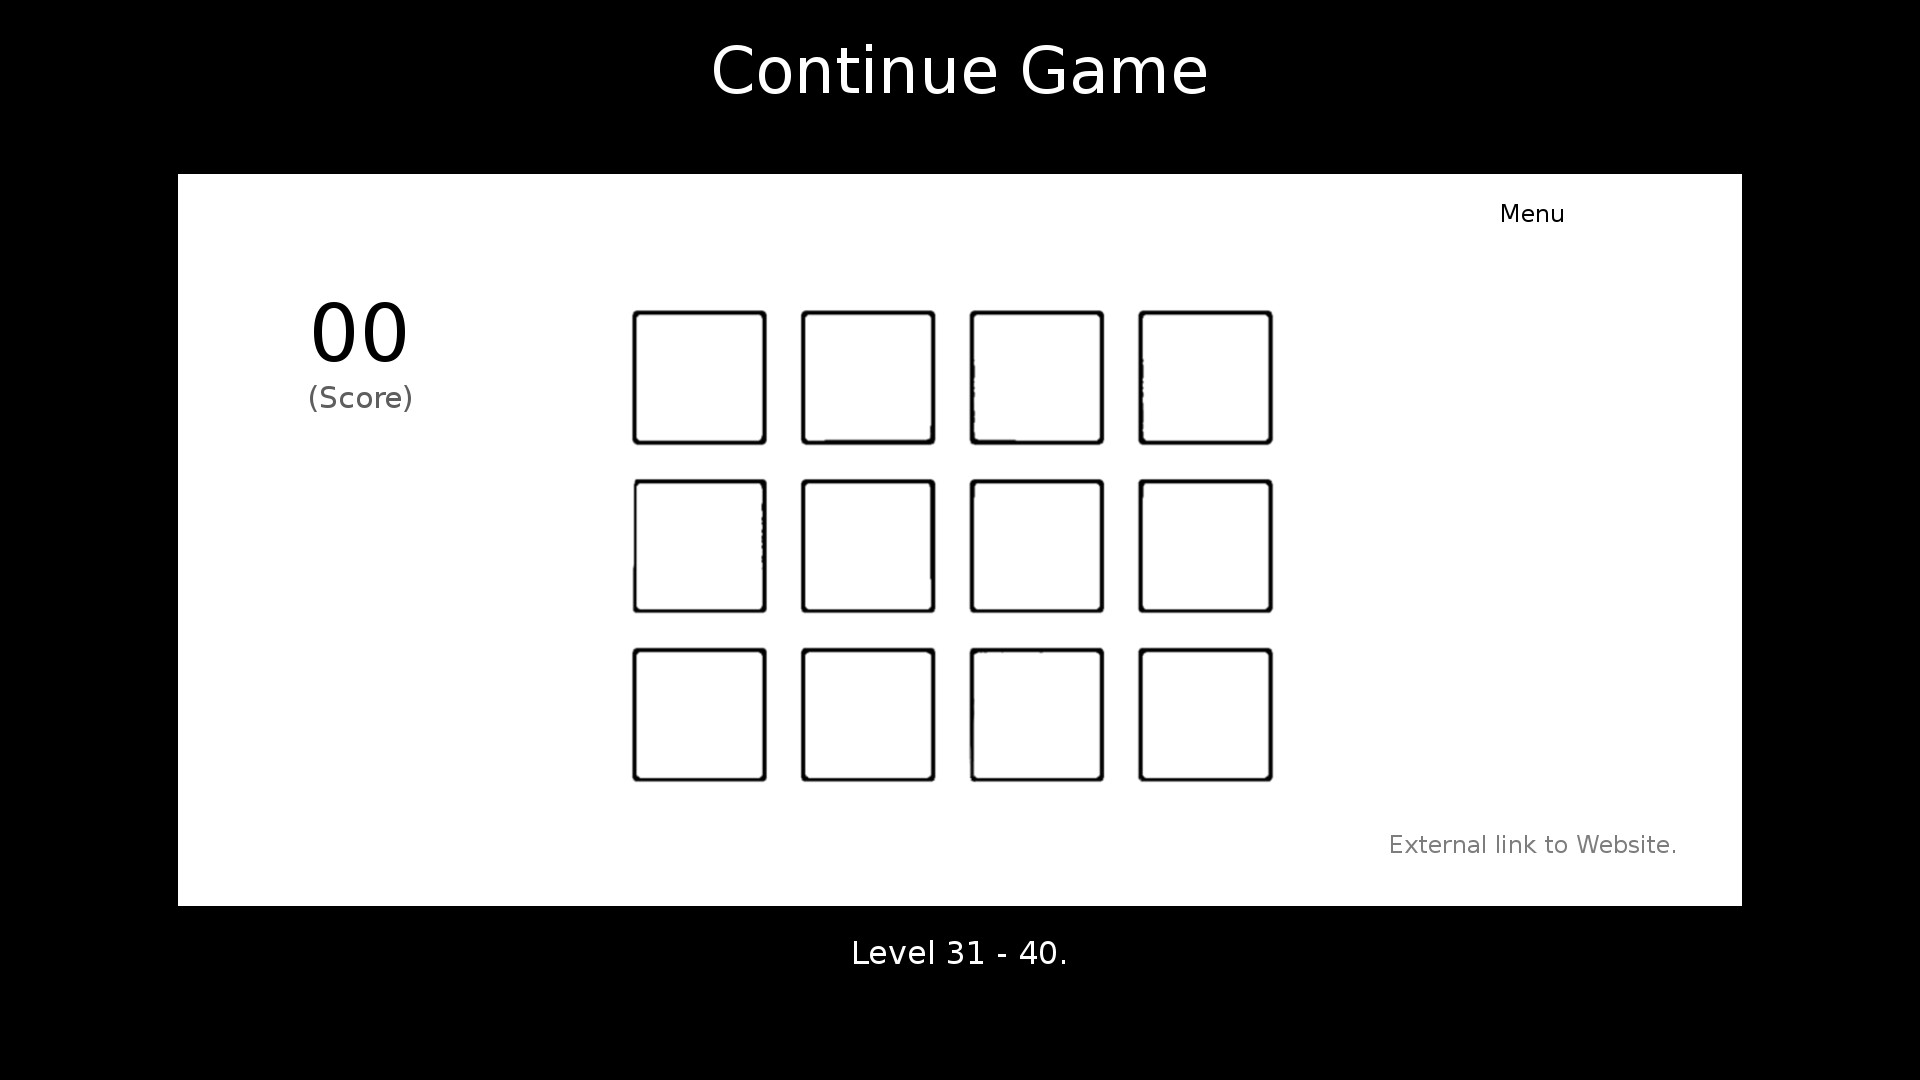 Continue Game
Menu
00
(Score)
External link to Website.
Level 31 - 40.